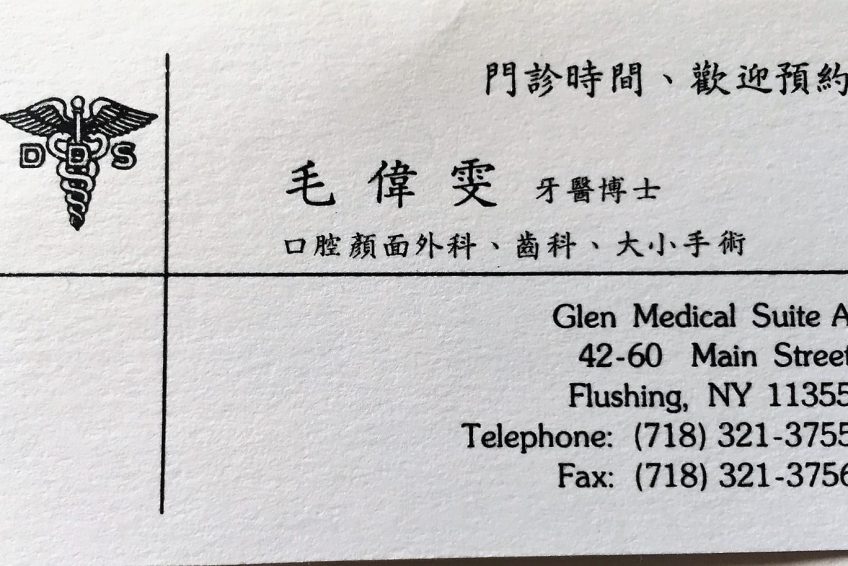 門診時間、歡迎預約
DDS
毛偉雯 牙醫博士
口腔顏面外科、齒科、大小手術
Glen Medical Suite A
42-60 Main Street
Flushing, NY 11355
Telephone: (718) 321-3755
Fax: (718) 321-3756